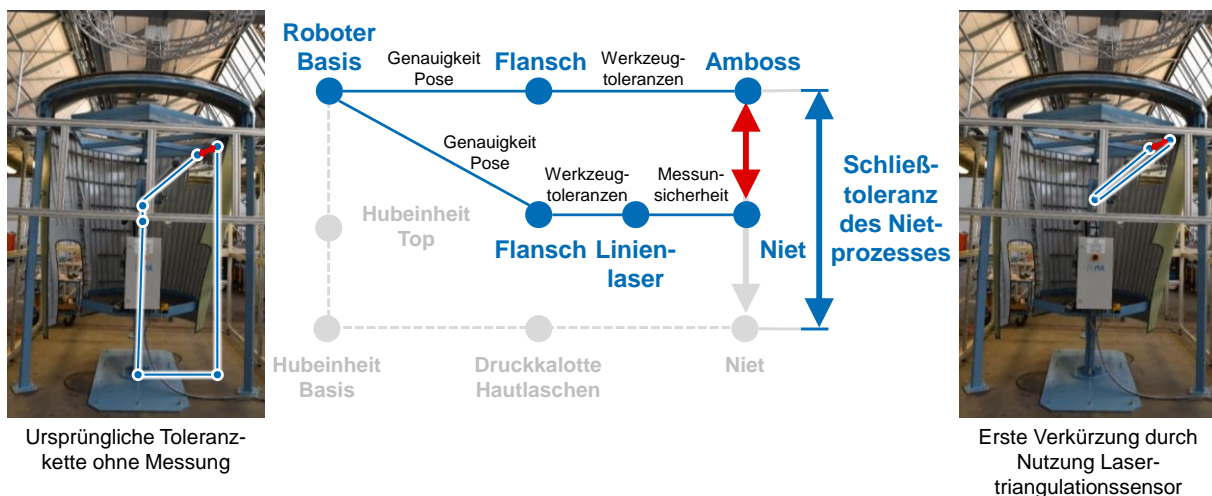 Roboter
Basis
Genauigkeit
Pose
Flansch
Werkzeug-
toleranzen
Amboss
Genauigkeit
Pose
Werkzeug-
toleranzen
Messun-
sicherheit
Schließ-
toleranz
des Niet-
prozesses
Hubeinheit
Top
Flansch
Linien-
laser
Niet
Hubeinheit
Basis
Druckkalotte
Hautlaschen
Niet
Ursprüngliche Toleranz-
kette ohne Messung
Erste Verkürzung durch
Nutzung Laser-
triangulationssensor